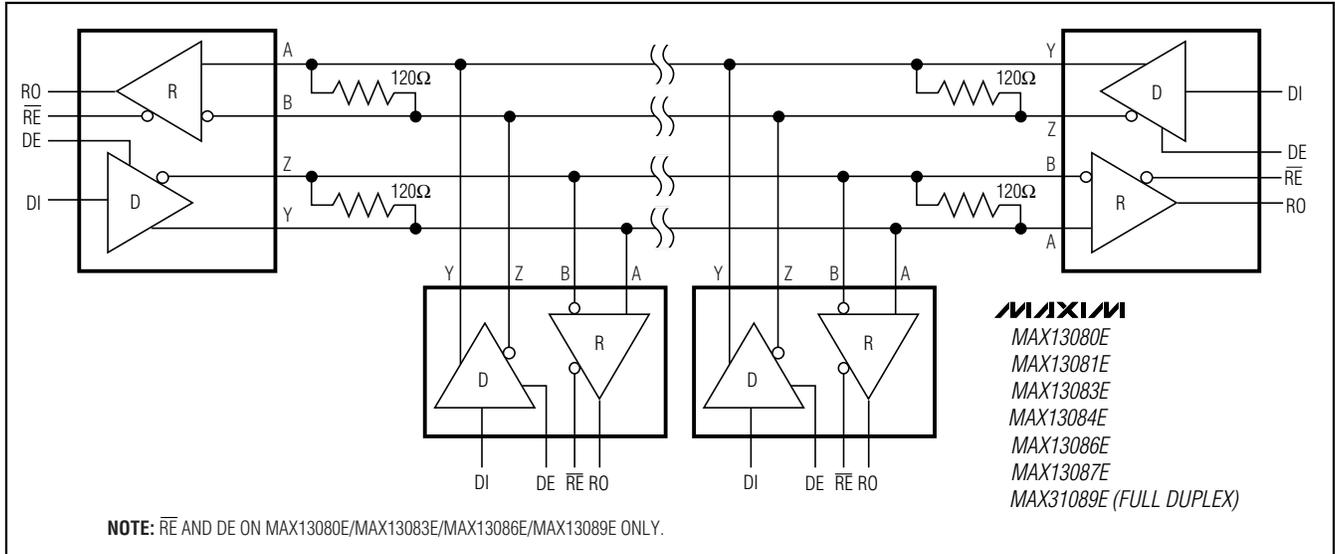 A
Y
120Ω
120Ω
RO
R
D
DI
B
RE
Z
DE
DE
Z
B
RE
120Ω
120Ω
DI
D
R
RO
Y
A
Y
Z
B
A
Y
Z
B
A
R
R
D
D
DI
DE
RE
RO
DI
DE
RE
RO
MAXIM
MAX13080E
MAX13081E
MAX13083E
MAX13084E
MAX13086E
MAX13087E
MAX31089E (FULL DUPLEX)
NOTE: RE AND DE ON MAX13080E/MAX13083E/MAX13086E/MAX13089E ONLY.